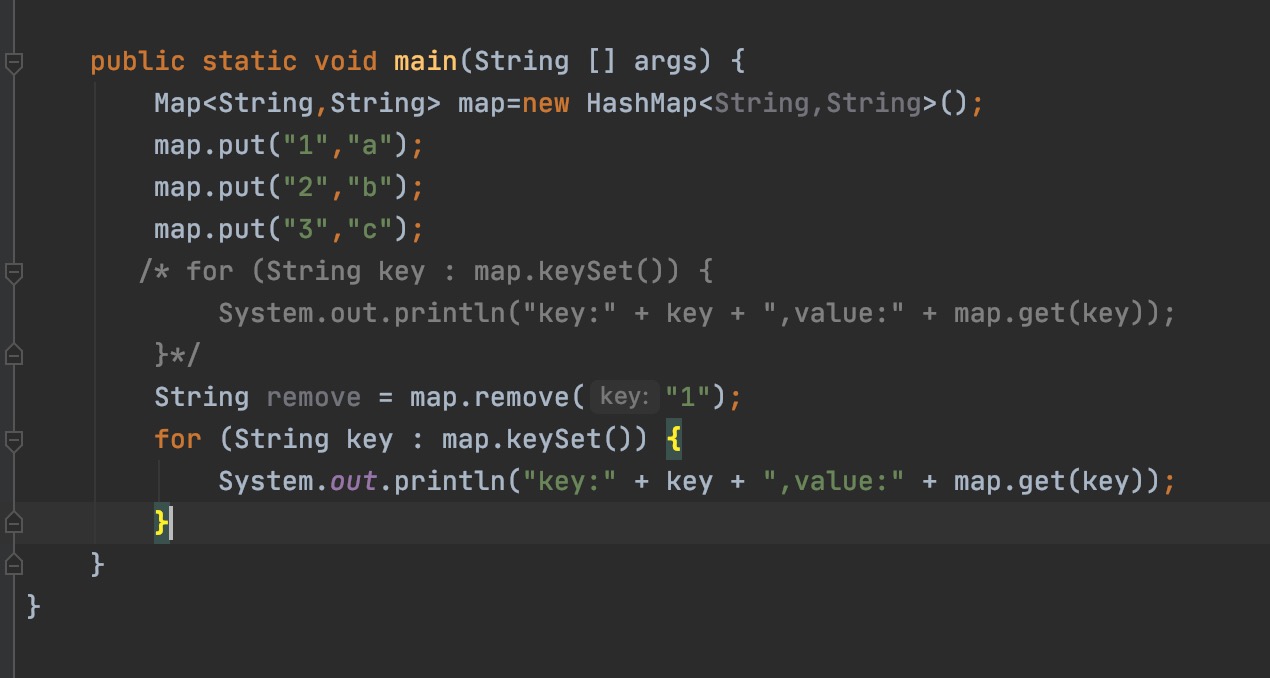 public static void main(String [] args) {
Map<String,String> map=new HashMap<String,String>();
map.put("1","a");
map.put("2","b");
map.put("3","c");
/* for (String key : map.keySet()) {
System.out.println("key:" + key + ",value:" + map.get(key));
}*/
String remove = map.remove( key: "1");
for (String key : map.keySet()) {
System.out.println("key:" + key + ",value:" + map.get(key));
}
}
}